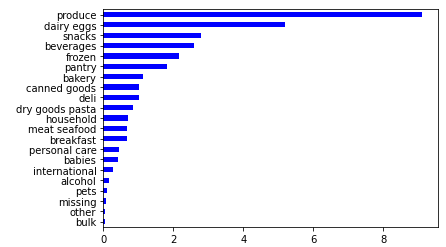 produce
dairy eggs
snacks
beverages
frozen
pantry
bakery
canned goods
deli
dry goods pasta
household
meat seafood
breakfast
personal care
babies
international
alcohol
pets
missing
other
bulk
0 2 4 6 8